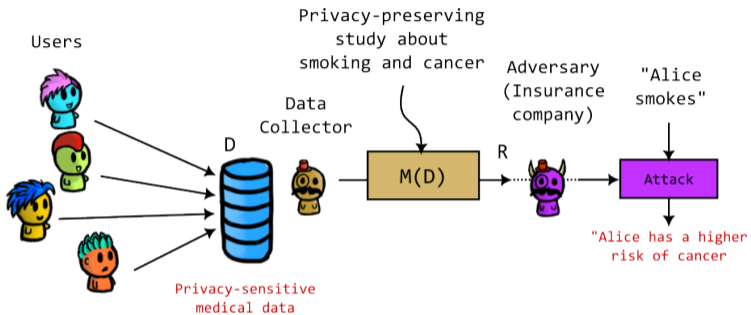 Users
Privacy-preserving
study about
smoking and cancer
Data
Collector
D
M(D)
R
Adversary
(Insurance
company)
"Alice
smokes"
Attack
"Alice has a higher
risk of cancer
Privacy-sensitive
medical data